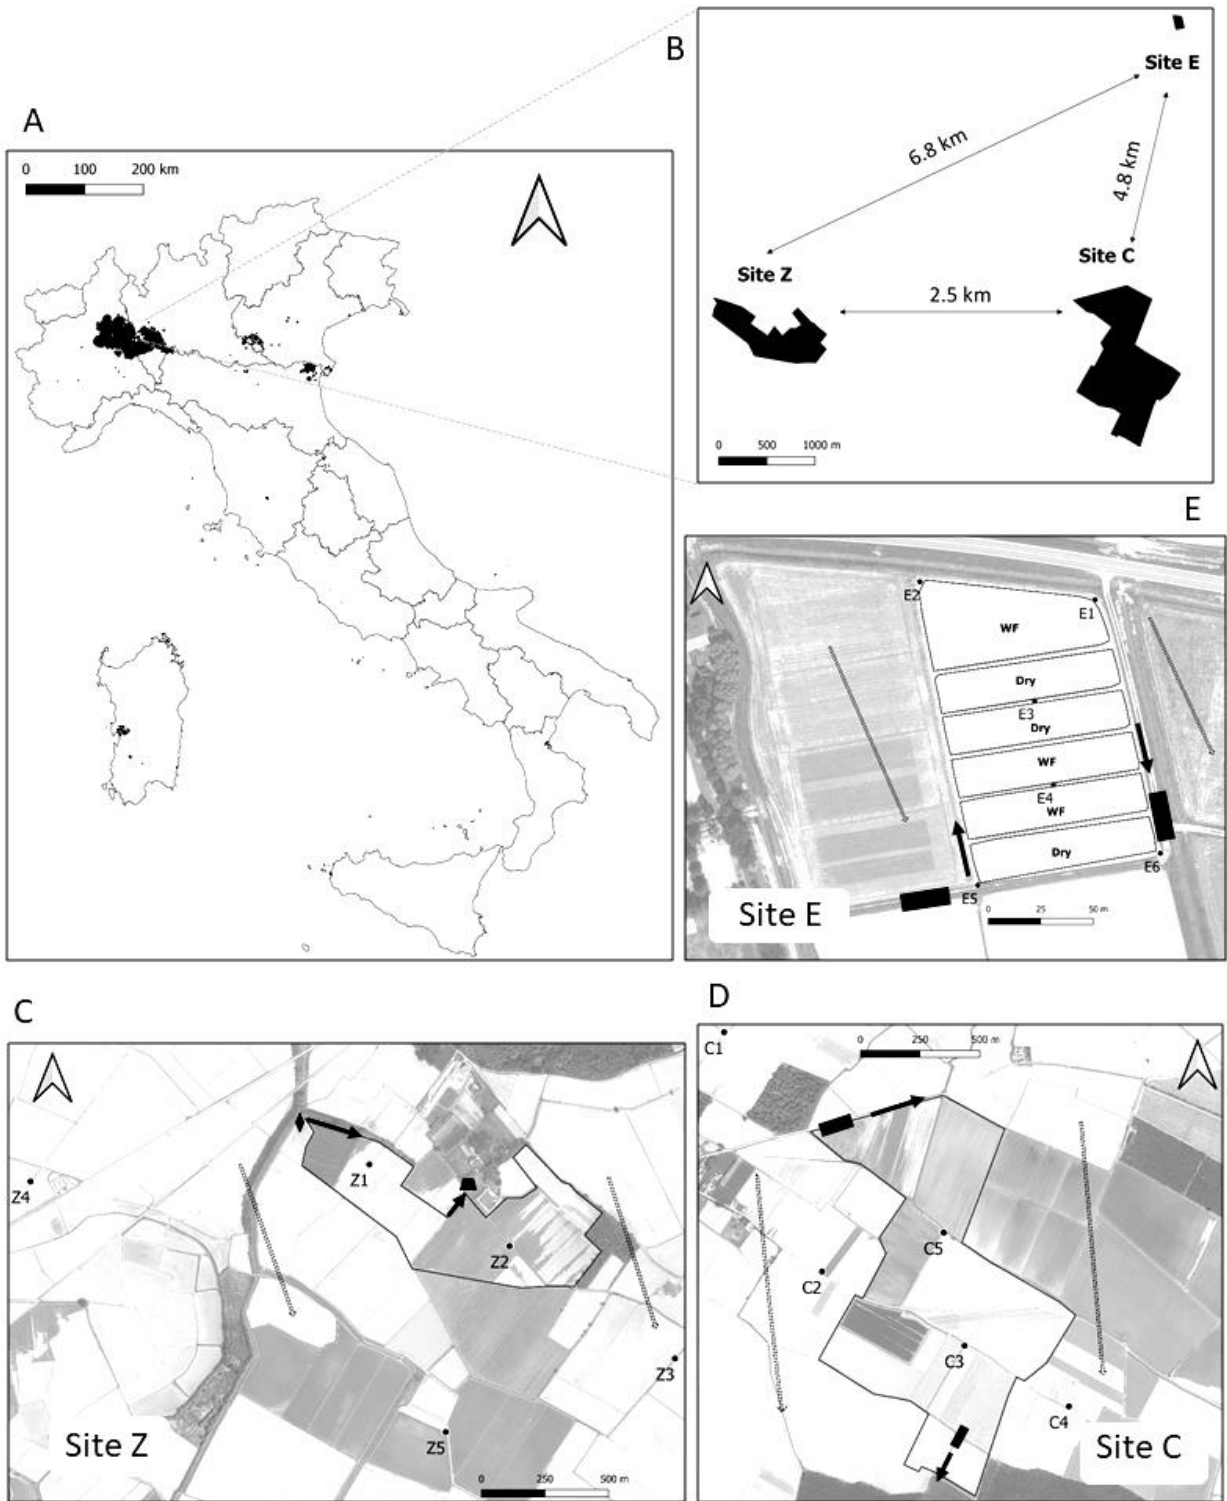 A
0 100 200 km
B
Site E
6.8 km
4.8 km
Site C
Site Z
2.5 km
0 500 1000 m
E
E2
E1
WF
Dry
E3
Dry
WF
E4
WF
Dry
E6
E5
0 25 50 m
Site E
C
Z4
Z1
Z2
Z3
Z5
Site Z
0 250 500 m
D
C1
0 250 500 m
C5
C2
C3
C4
Site C